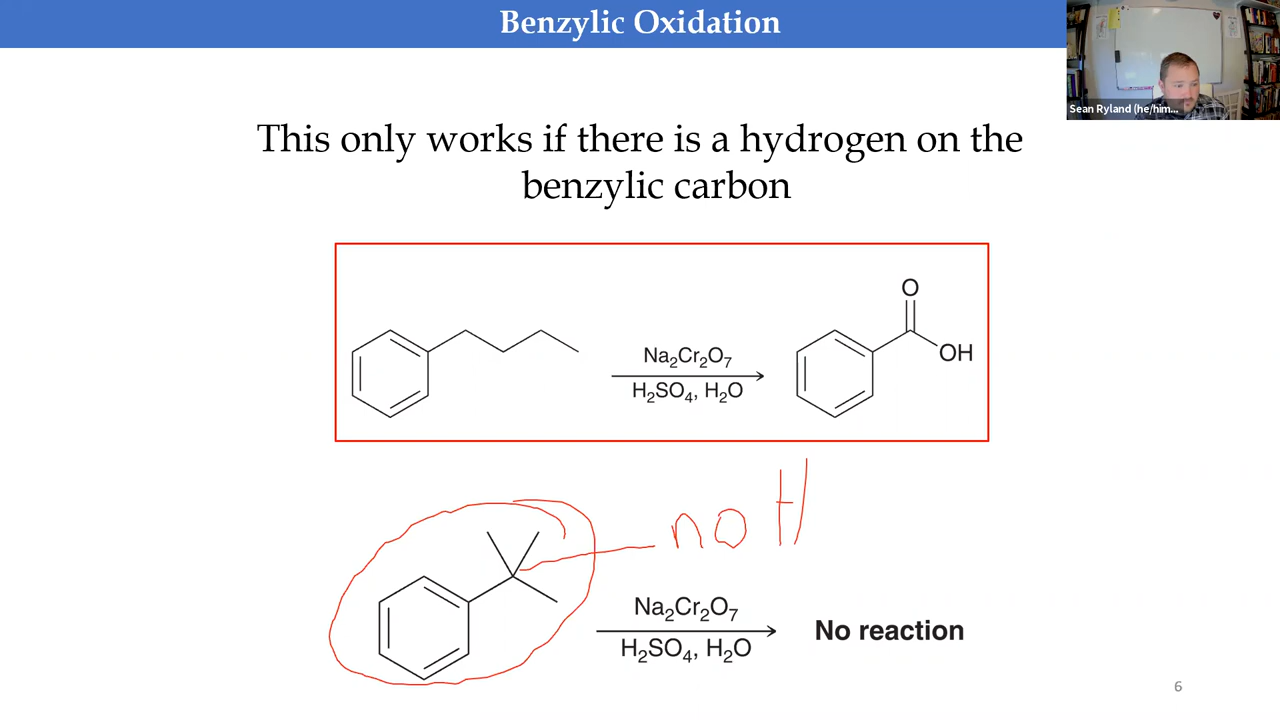 Benzylic Oxidation
Sean Ryland (he/him...
This only works if there is a hydrogen on the
benzylic carbon
O
OH
Na₂Cr₂O₇
H₂SO₄, H₂O
no H
Na₂Cr₂O₇
H₂SO₄, H₂O
No reaction
6